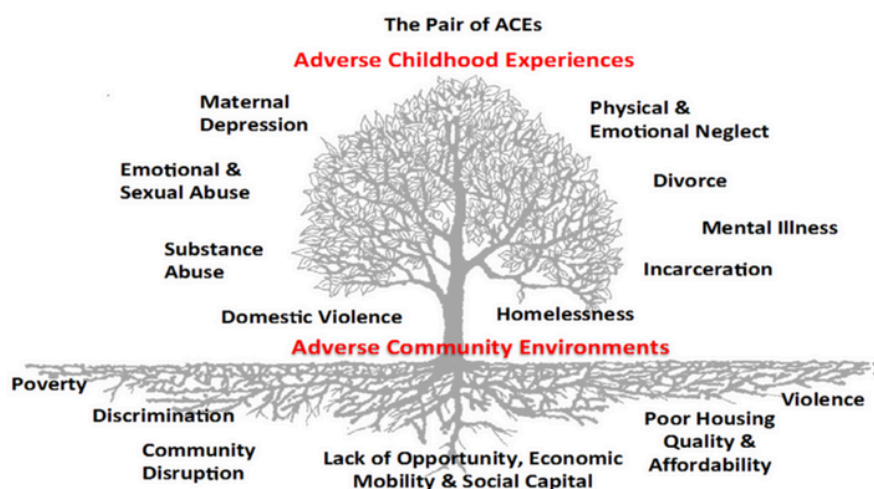 The Pair of ACEs
Adverse Childhood Experiences
Maternal
Depression
Physical &
Emotional Neglect
Emotional &
Sexual Abuse
Divorce
Mental Illness
Substance
Abuse
Incarceration
Domestic Violence
Homelessness
Adverse Community Environments
Poverty
Violence
Discrimination
Poor Housing
Quality &
Affordability
Community
Disruption
Lack of Opportunity, Economic
Mobility & Social Capital